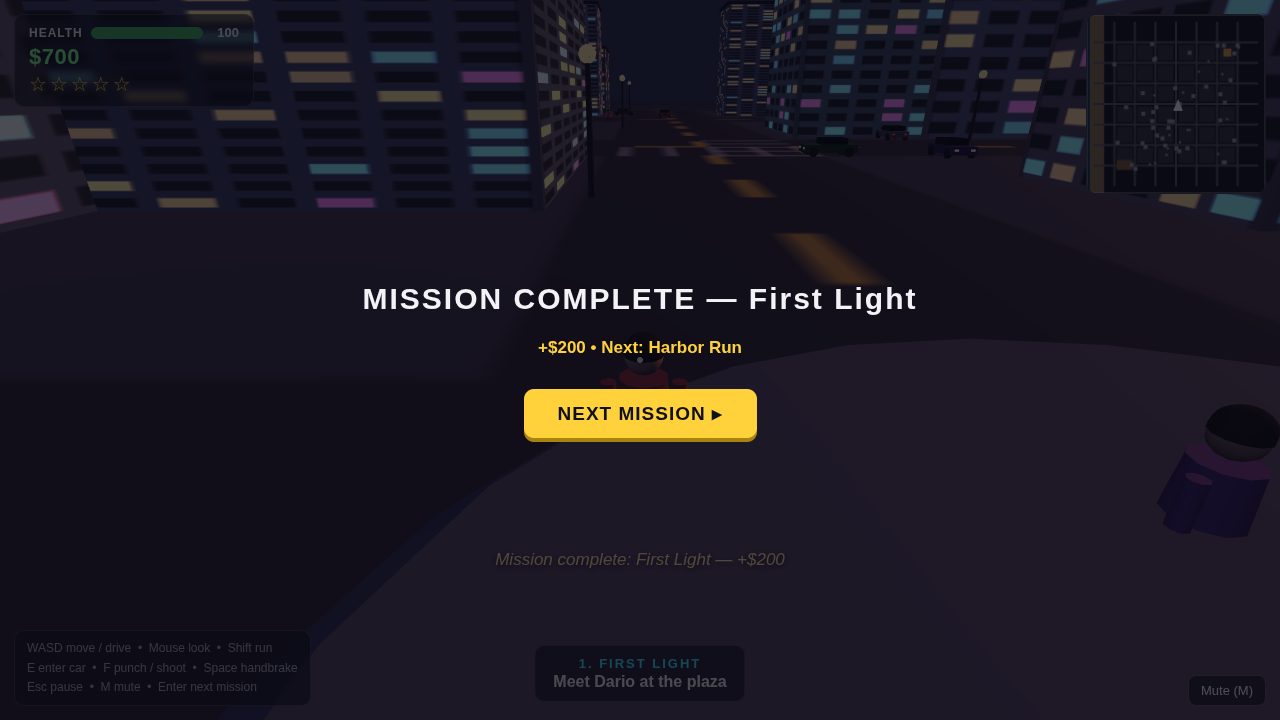 HEALTH 100
$700
☆☆☆☆☆
MISSION COMPLETE — First Light
+$200 • Next: Harbor Run
NEXT MISSION ▸
Mission complete: First Light — +$200
WASD move / drive • Mouse look • Shift run
E enter car • F punch / shoot • Space handbrake
Esc pause • M mute • Enter next mission
1. FIRST LIGHT
Meet Dario at the plaza
Mute (M)